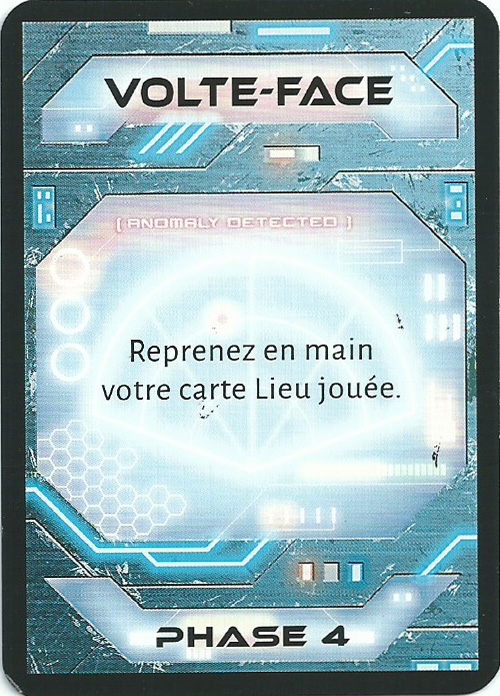 VOLTE-FACE
[ ANOMALY DETECTED ]
Reprenez en main
votre carte Lieu jouée.
PHASE 4